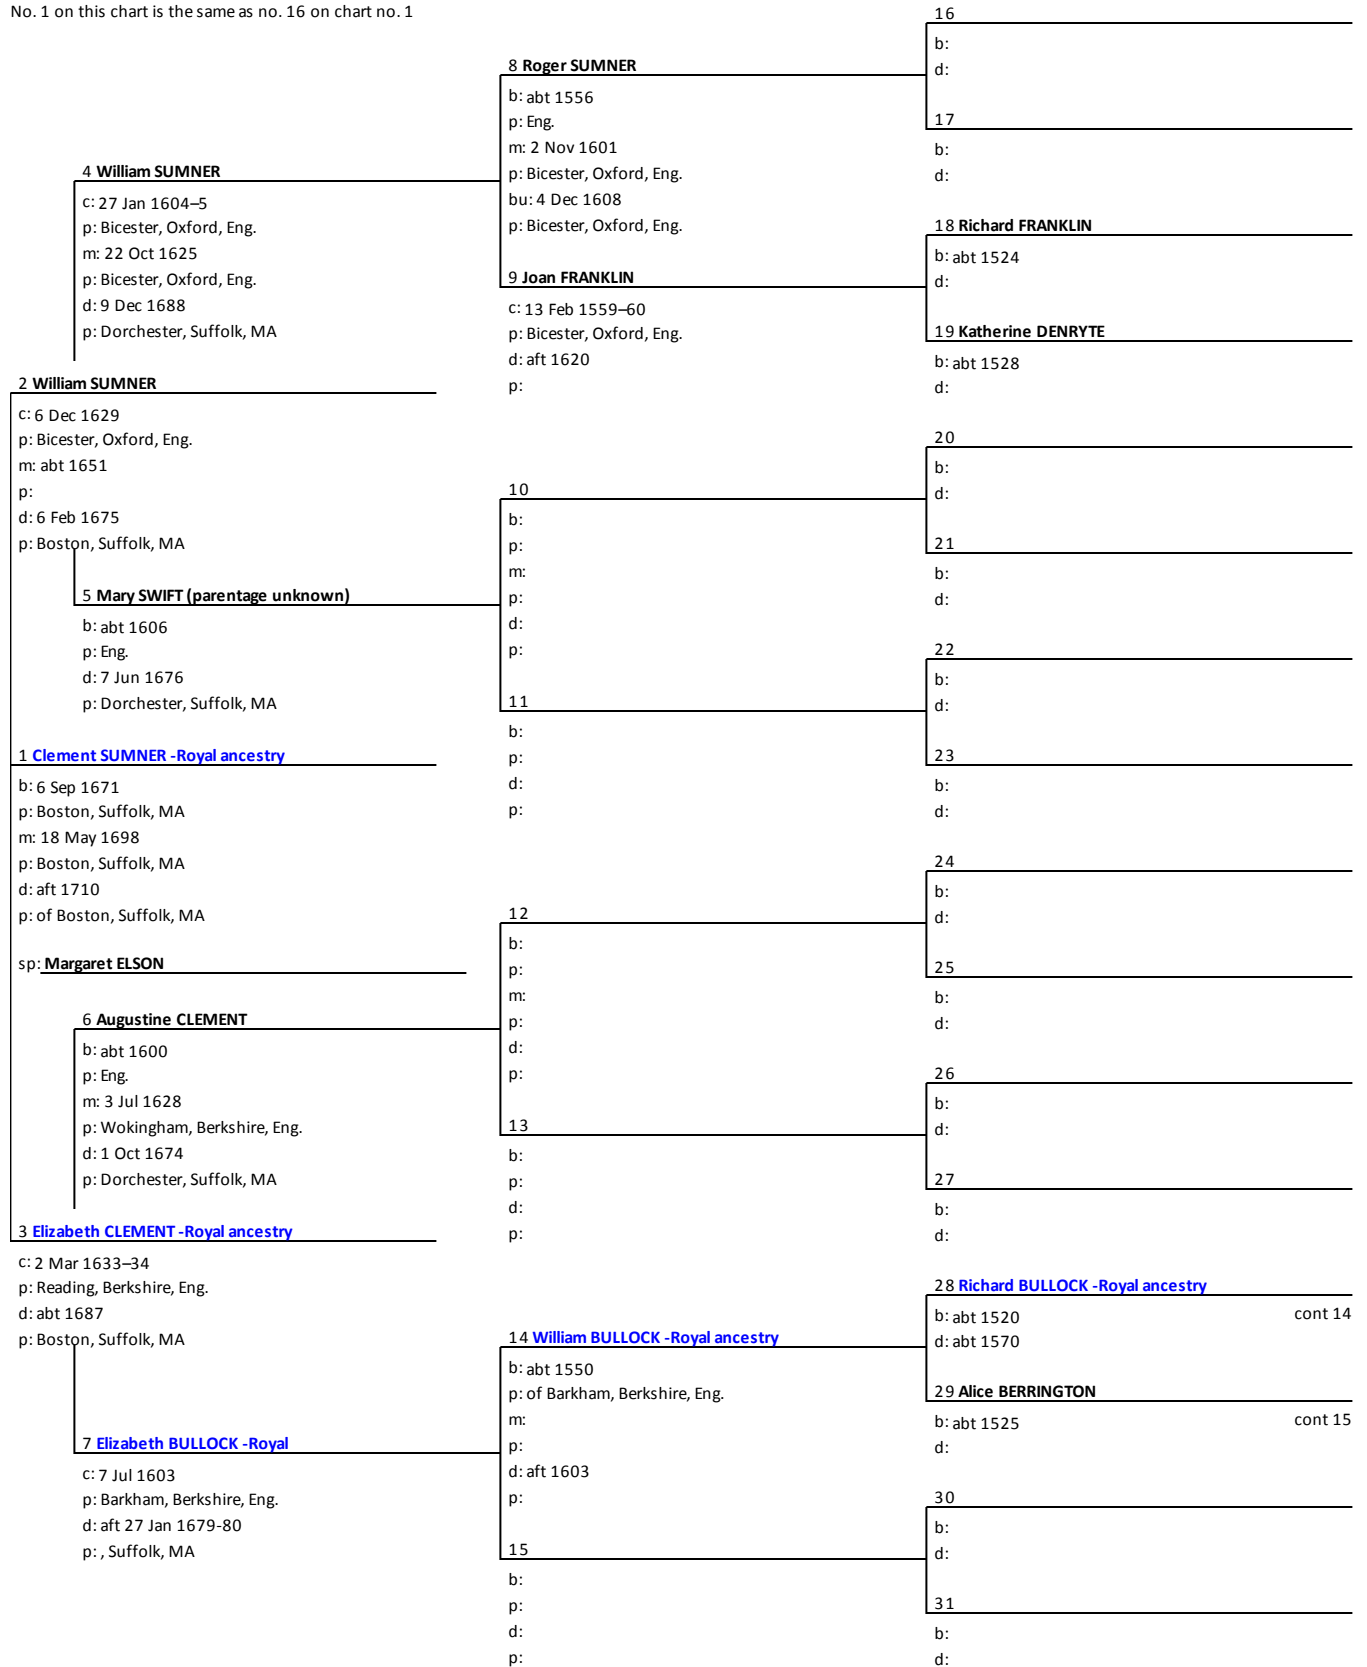 No. 1 on this chart is the same as no. 16 on chart no. 1
4 William SUMNER
c: 27 Jan 1604–5
p: Bicester, Oxford, Eng.
m: 22 Oct 1625
p: Bicester, Oxford, Eng.
d: 9 Dec 1688
p: Dorchester, Suffolk, MA
2 William SUMNER
c: 6 Dec 1629
p: Bicester, Oxford, Eng.
m: abt 1651
p:
d: 6 Feb 1675
p: Boston, Suffolk, MA
5 Mary SWIFT (parentage unknown)
b: abt 1606
p: Eng.
d: 7 Jun 1676
p: Dorchester, Suffolk, MA
1 Clement SUMNER -Royal ancestry
b: 6 Sep 1671
p: Boston, Suffolk, MA
m: 18 May 1698
p: Boston, Suffolk, MA
d: aft 1710
p: of Boston, Suffolk, MA
sp: Margaret ELSON
6 Augustine CLEMENT
b: abt 1600
p: Eng.
m: 3 Jul 1628
p: Wokingham, Berkshire, Eng.
d: 1 Oct 1674
p: Dorchester, Suffolk, MA
3 Elizabeth CLEMENT -Royal ancestry
c: 2 Mar 1633–34
p: Reading, Berkshire, Eng.
d: abt 1687
p: Boston, Suffolk, MA
7 Elizabeth BULLOCK -Royal
c: 7 Jul 1603
p: Barkham, Berkshire, Eng.
d: aft 27 Jan 1679-80
p: , Suffolk, MA
8 Roger SUMNER
b: abt 1556
p: Eng.
m: 2 Nov 1601
p: Bicester, Oxford, Eng.
bu: 4 Dec 1608
p: Bicester, Oxford, Eng.
9 Joan FRANKLIN
c: 13 Feb 1559–60
p: Bicester, Oxford, Eng.
d: aft 1620
p:
10
b:
p:
m:
p:
d:
p:
11
b:
p:
d:
p:
12
b:
p:
m:
p:
d:
p:
13
b:
p:
d:
p:
14 William BULLOCK -Royal ancestry
b: abt 1550
p: of Barkham, Berkshire, Eng.
m:
p:
d: aft 1603
p:
15
b:
p:
d:
p:
16
b:
d:
17
b:
d:
18 Richard FRANKLIN
b: abt 1524
d:
19 Katherine DENRYTE
b: abt 1528
d:
20
b:
d:
21
b:
d:
22
b:
d:
23
b:
d:
24
b:
d:
25
b:
d:
26
b:
d:
27
b:
d:
28 Richard BULLOCK -Royal ancestry
b: abt 1520 cont 14
d: abt 1570
29 Alice BERRINGTON
b: abt 1525 cont 15
d:
30
b:
d:
31
b:
d: